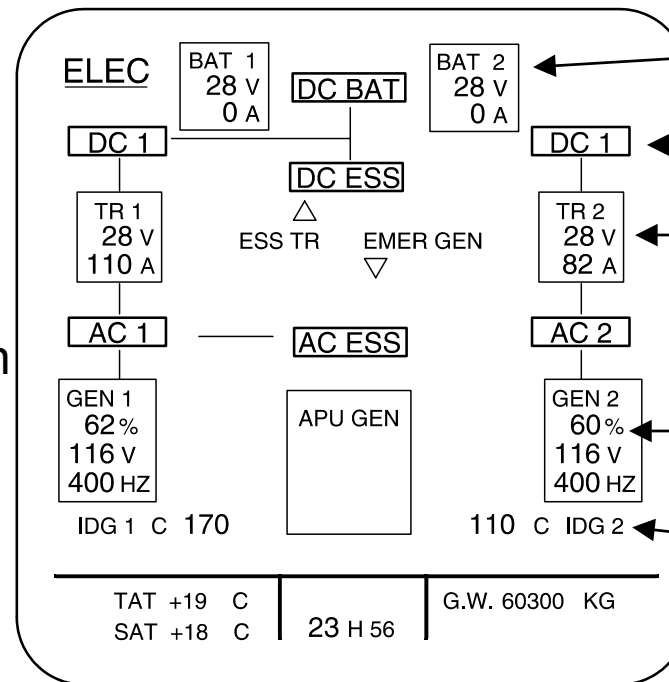 ELEC
BAT 1
28 V
0 A
DC BAT
BAT 2
28 V
0 A
DC 1
DC ESS
DC 1
TR 1
28 V
110 A
ESS TR
EMER GEN
TR 2
28 V
82 A
AC 1
AC ESS
AC 2
n
GEN 1
62 %
116 V
400 HZ
APU GEN
GEN 2
60 %
116 V
400 HZ
IDG 1 C 170
110 C IDG 2
TAT +19 C
SAT +18 C
23 H 56
G.W. 60300 KG